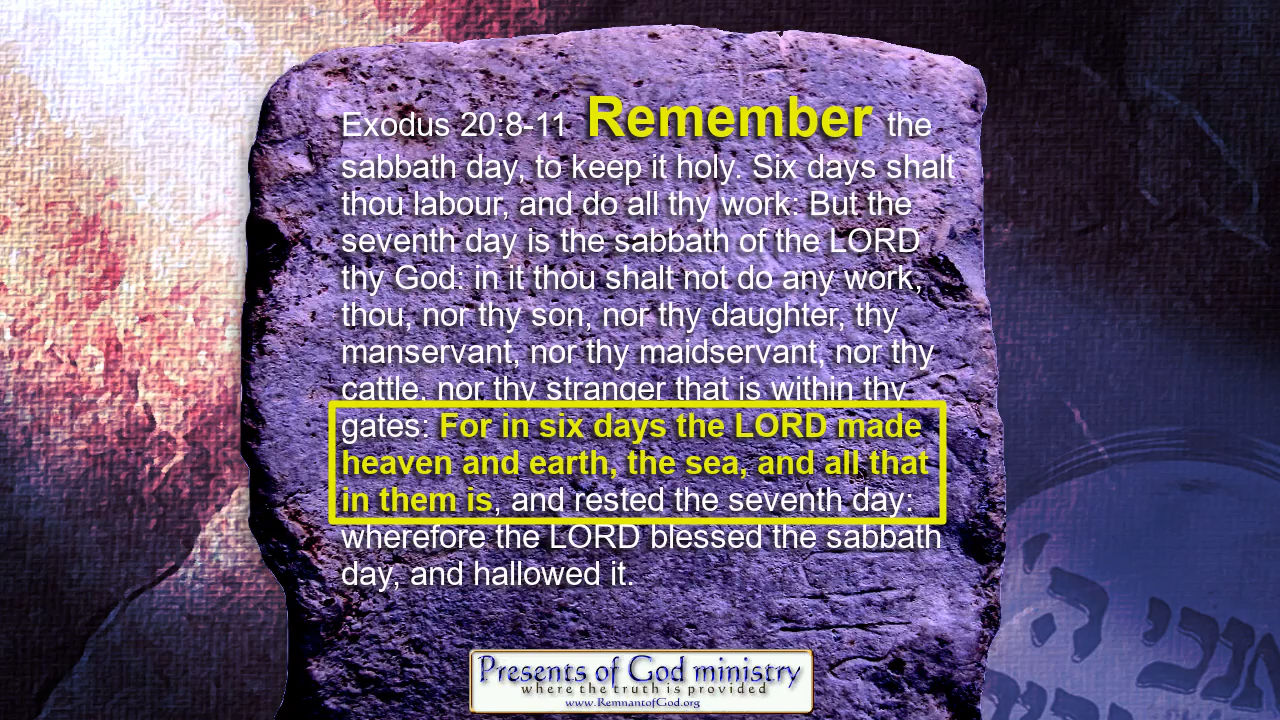 Exodus 20:8-11 Remember the
sabbath day, to keep it holy. Six days shalt
thou labour, and do all thy work: But the
seventh day is the sabbath of the LORD
thy God: in it thou shalt not do any work,
thou, nor thy son, nor thy daughter, thy
manservant, nor thy maidservant, nor thy
cattle, nor thy stranger that is within thy
gates: For in six days the LORD made
heaven and earth, the sea, and all that
in them is, and rested the seventh day:
wherefore the LORD blessed the sabbath
day, and hallowed it.
Presents of God ministry
where the truth is provided
www.RemnantofGod.org